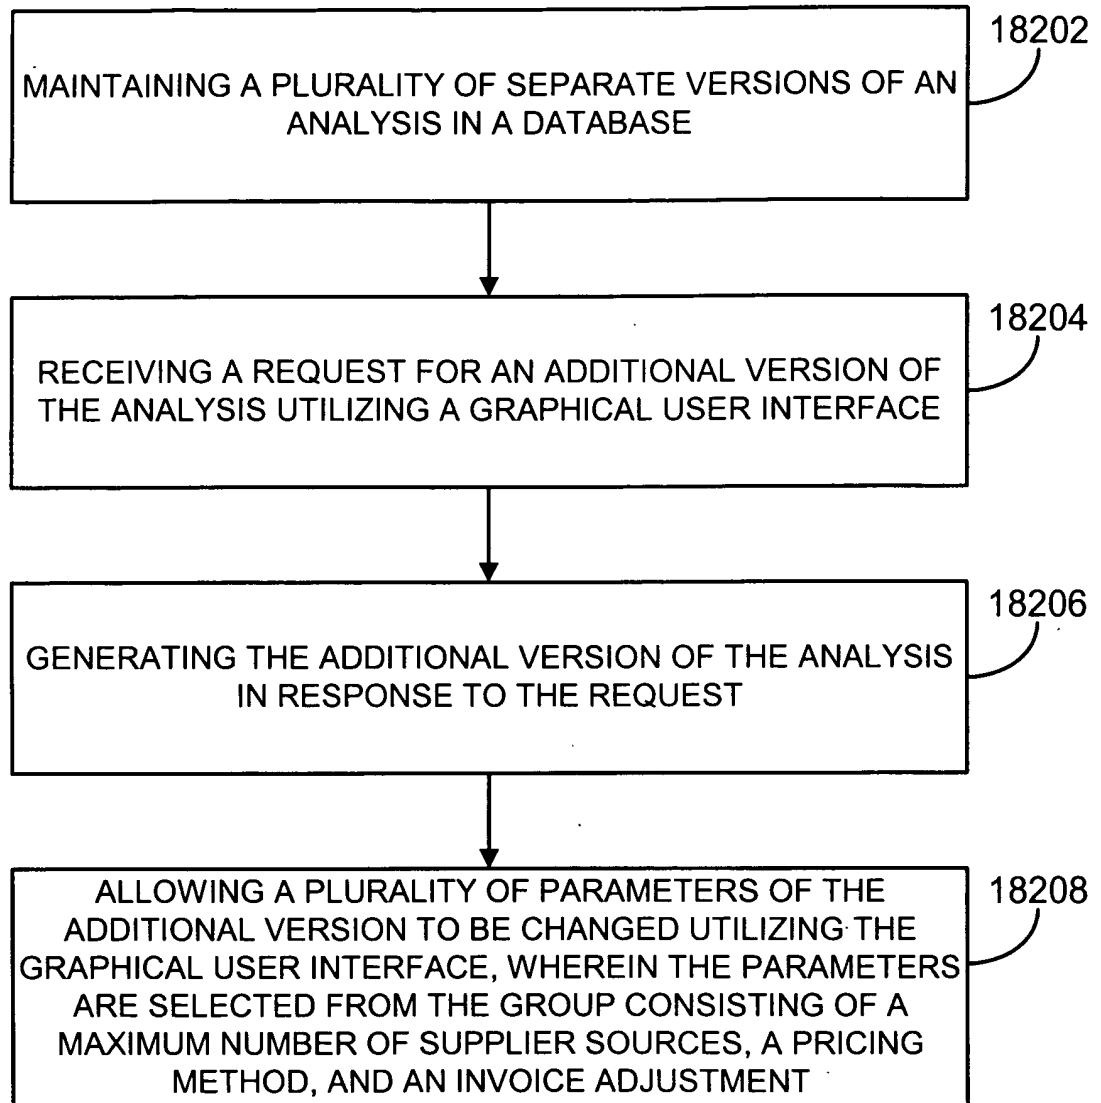 18202
MAINTAINING A PLURALITY OF SEPARATE VERSIONS OF AN
ANALYSIS IN A DATABASE
18204
RECEIVING A REQUEST FOR AN ADDITIONAL VERSION OF
THE ANALYSIS UTILIZING A GRAPHICAL USER INTERFACE
18206
GENERATING THE ADDITIONAL VERSION OF THE ANALYSIS
IN RESPONSE TO THE REQUEST
18208
ALLOWING A PLURALITY OF PARAMETERS OF THE
ADDITIONAL VERSION TO BE CHANGED UTILIZING THE
GRAPHICAL USER INTERFACE, WHEREIN THE PARAMETERS
ARE SELECTED FROM THE GROUP CONSISTING OF A
MAXIMUM NUMBER OF SUPPLIER SOURCES, A PRICING
METHOD, AND AN INVOICE ADJUSTMENT